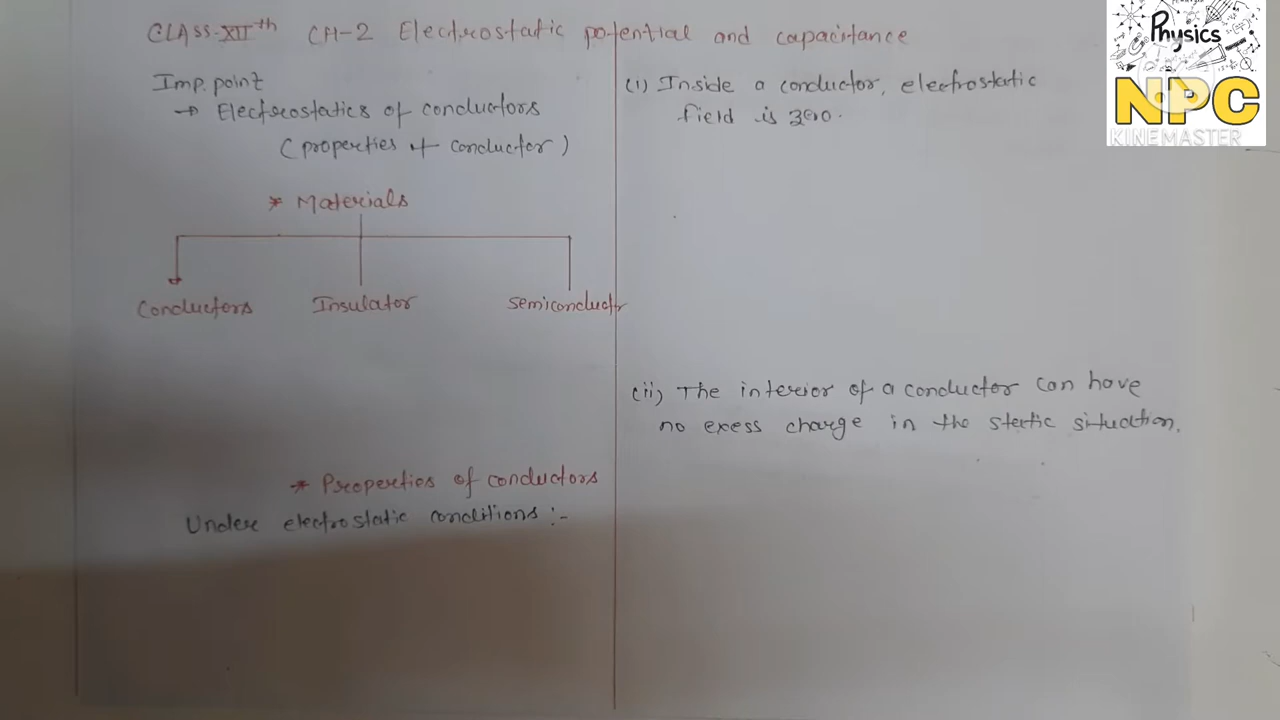 CLASS-XIIth CH-2 Electrostatic potential and capacitance
Imp. point
→ Electrostatics of conductors
(properties of conductor)
* Materials
Conductors Insulator Semiconductr
* Properties of conductors
Under electrostatic conditions :-
(i) Inside a conductor, electrostatic
field is zero.
(ii) The interior of a conductor can have
no exess charge in the static situation.
Physics
NPC
KINEMASTER